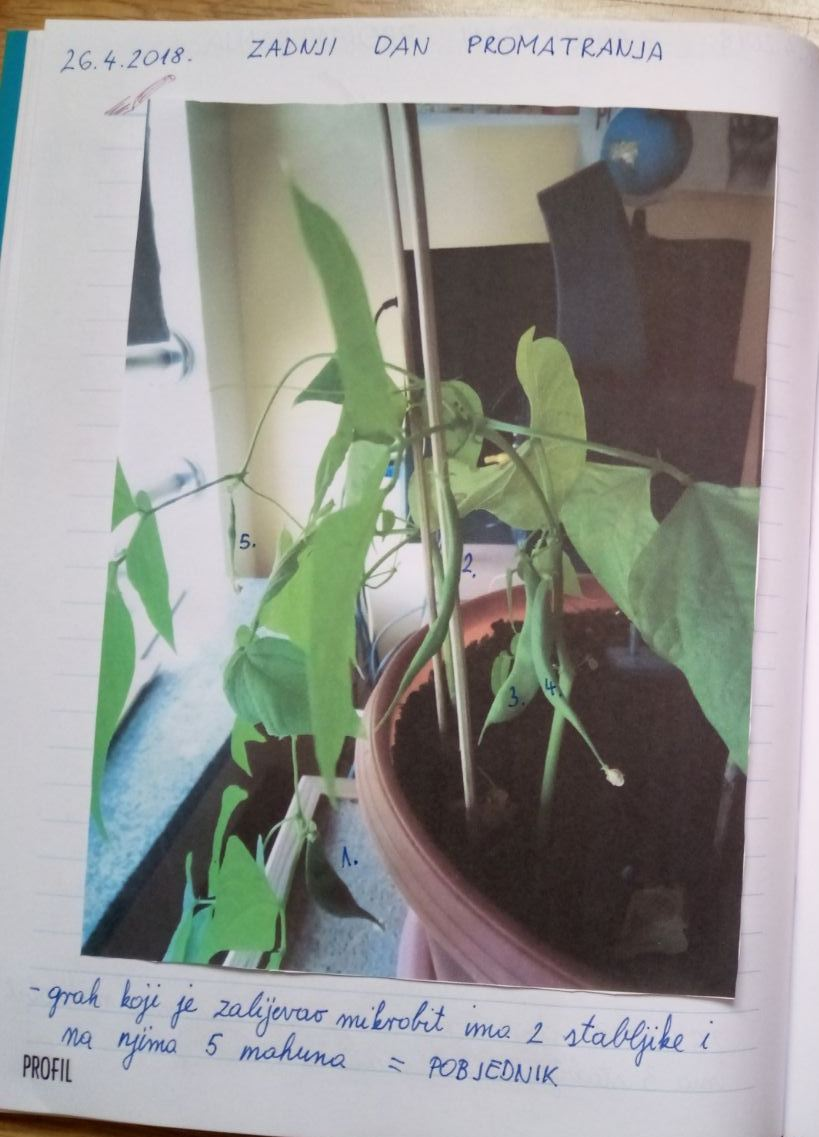 26.4.2018. ZADNJI DAN PROMATRANJA
5.
2.
3.
4.
1.
- grah koji je zalijevao mikrobit ima 2 stabljike i
na njima 5 mahuna = POBJEDNIK
PROFIL